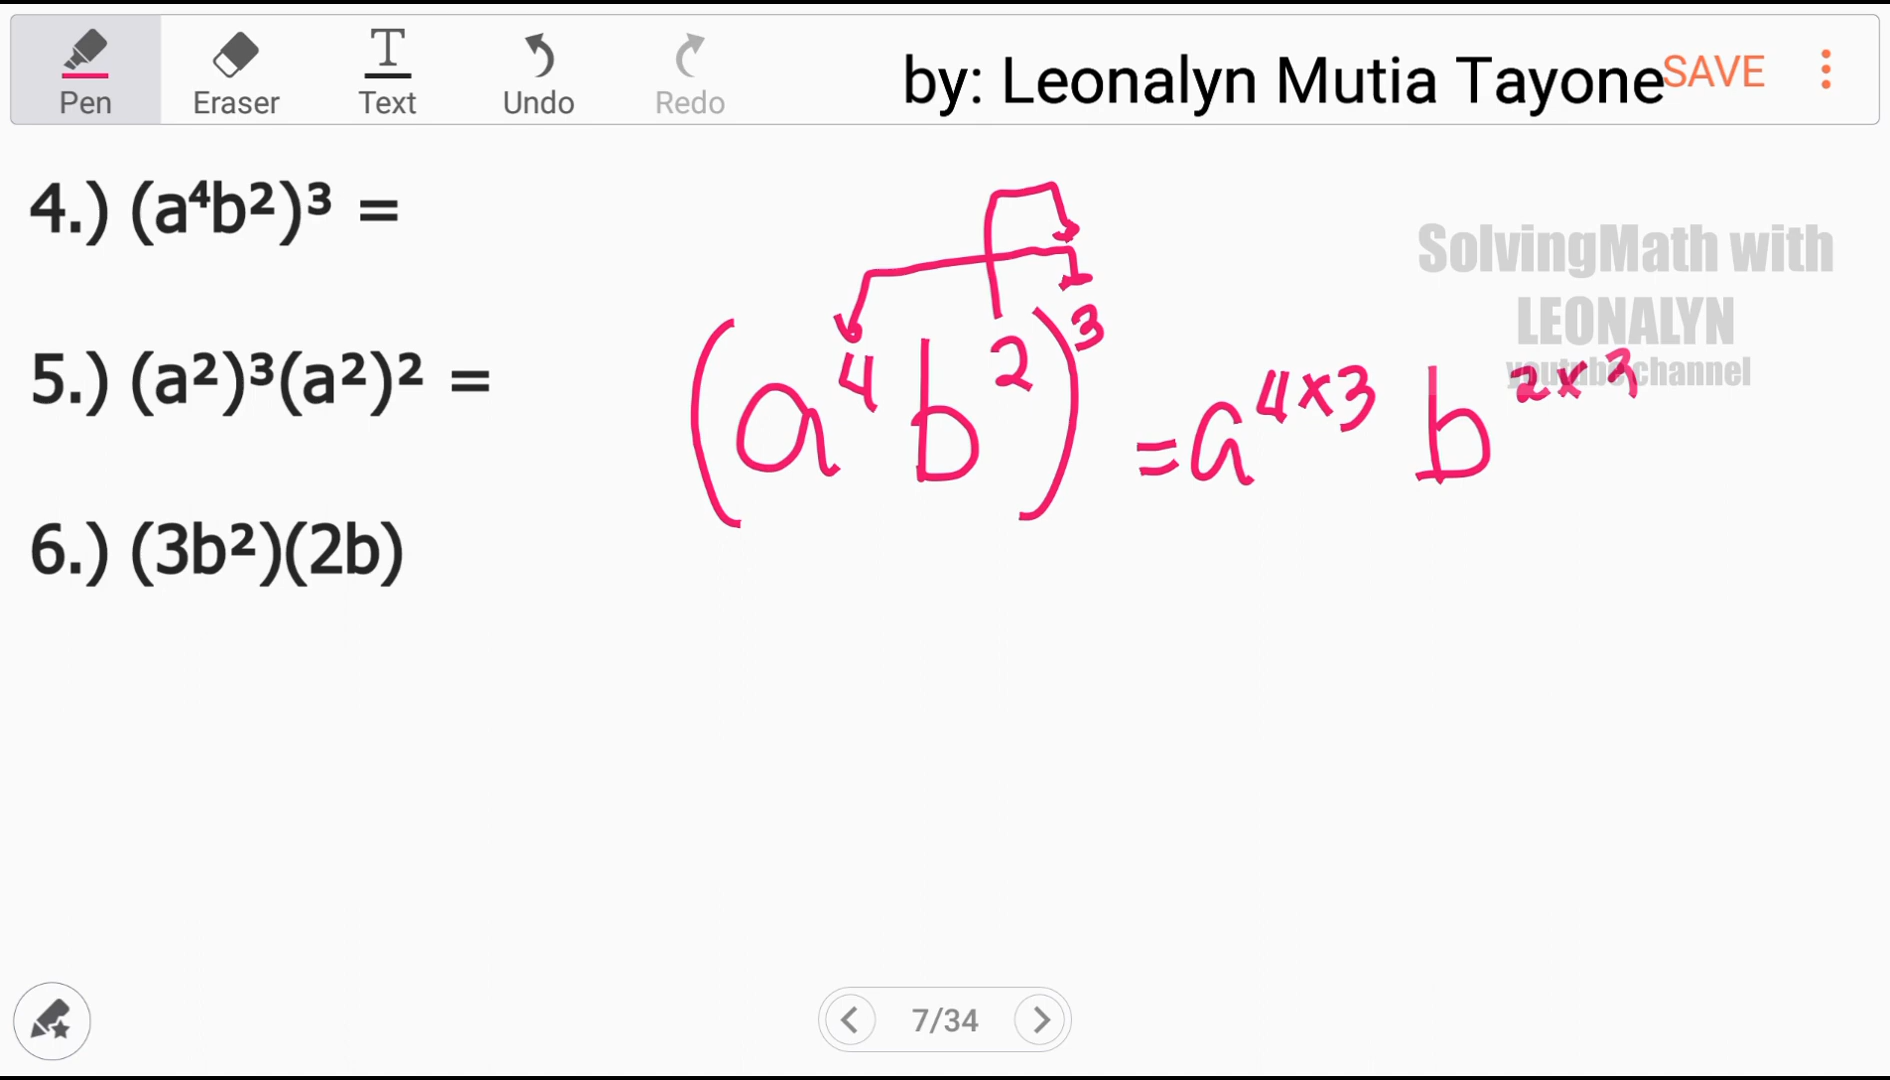 Pen Eraser Text Undo Redo by: Leonalyn Mutia Tayone SAVE
4.) (a⁴b²)³ =
5.) (a²)³(a²)² =
6.) (3b²)(2b)
(a⁴b²)³ = a⁴ˣ³ b²ˣ³
SolvingMath with
LEONALYN
youtube channel
7/34